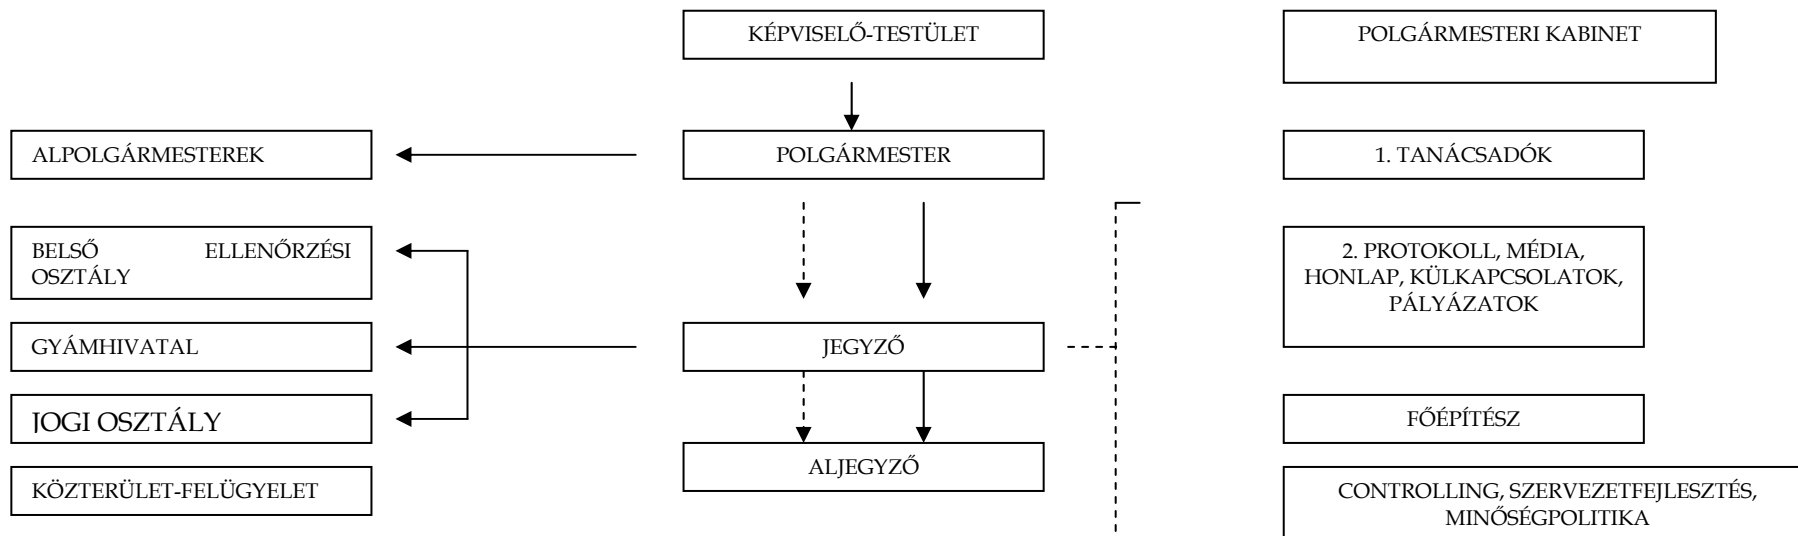 KÉPVISELŐ-TESTÜLET
POLGÁRMESTERI KABINET
ALPOLGÁRMESTEREK
POLGÁRMESTER
1. TANÁCSADÓK
BELSŐ ELLENŐRZÉSI
OSZTÁLY
2. PROTOKOLL, MÉDIA,
HONLAP, KÜLKAPCSOLATOK,
PÁLYÁZATOK
GYÁMHIVATAL
JEGYZŐ
JOGI OSZTÁLY
FŐÉPÍTÉSZ
ALJEGYZŐ
KÖZTERÜLET-FELÜGYELET
CONTROLLING, SZERVEZETFEJLESZTÉS,
MINŐSÉGPOLITIKA